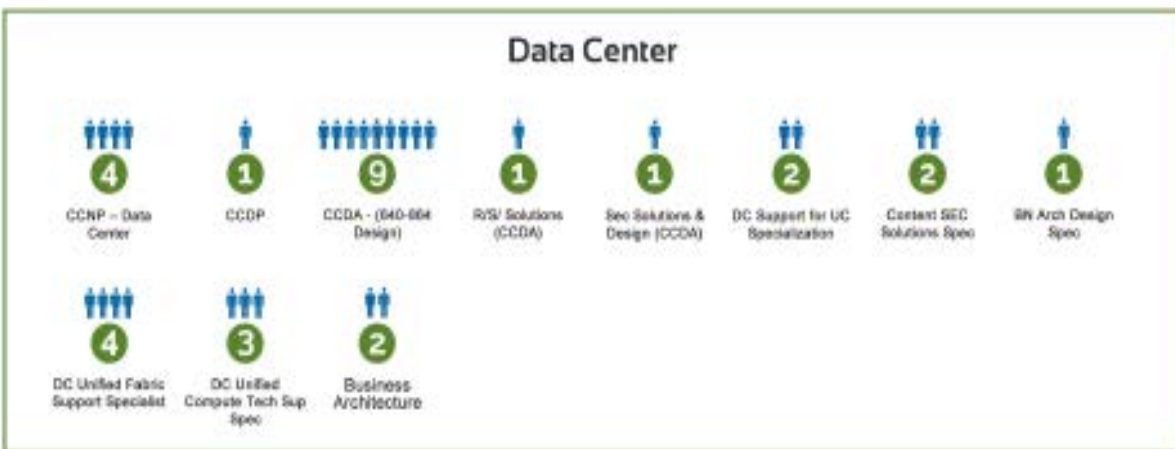 Data Center
4
CCNP – Data
Center
1
CCDP
9
CCDA - (640-864
Design)
1
R/S/ Solutions
(CCDA)
1
Sec Solutions &
Design (CCDA)
2
DC Support for UC
Specialization
2
Content SEC
Solutions Spec
1
BN Arch Design
Spec
4
DC Unified Fabric
Support Specialist
3
DC Unified
Compute Tech Sup
Spec
2
Business
Architecture